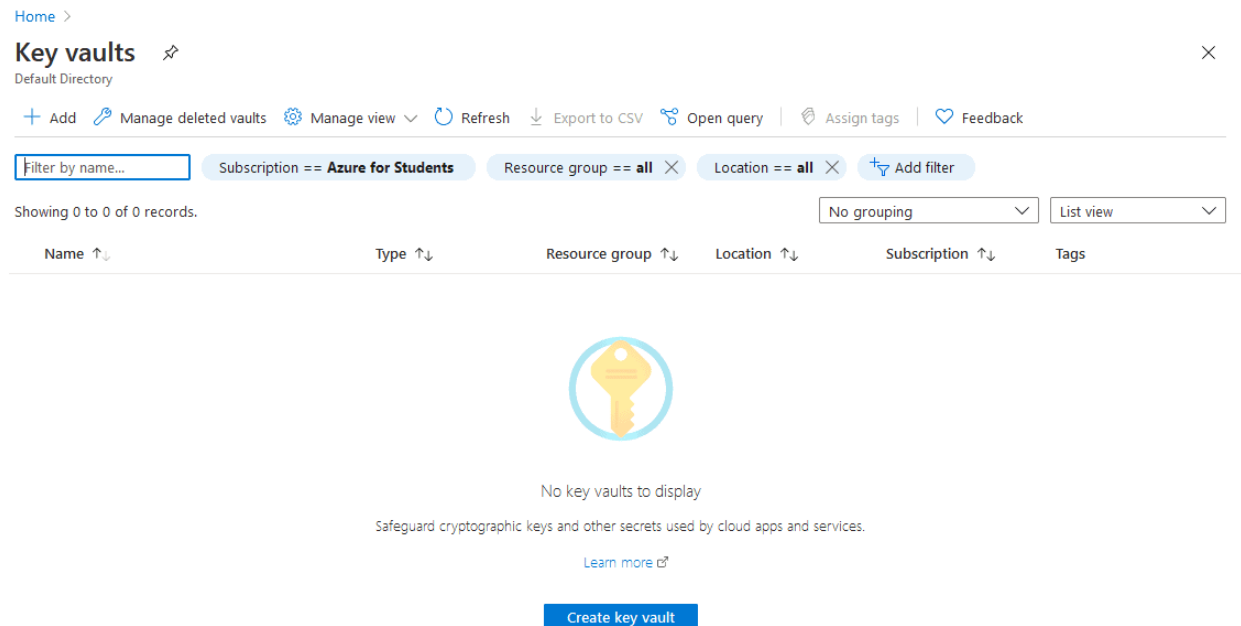 Home >
Key vaults
Default Directory
Add Manage deleted vaults Manage view Refresh Export to CSV Open query Assign tags Feedback
Filter by name... Subscription == Azure for Students Resource group == all Location == all Add filter
Showing 0 to 0 of 0 records. No grouping List view
Name Type Resource group Location Subscription Tags
No key vaults to display
Safeguard cryptographic keys and other secrets used by cloud apps and services.
Learn more
Create key vault